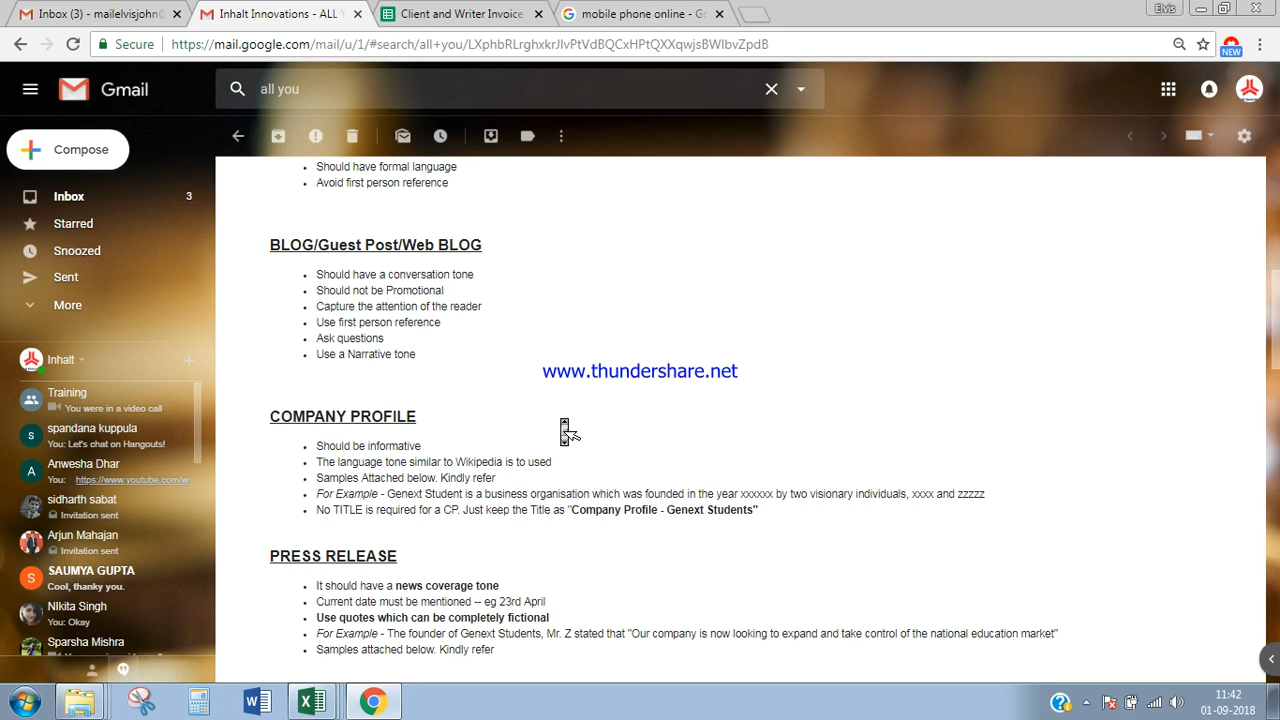 Inbox (3) - mailelvisjohn@
Inhalt Innovations - ALL Y
Client and Writer Invoice
mobile phone online - Go
Elvis
Secure
https://mail.google.com/mail/u/1/#search/all+you/LXphbRLrghxkrJlvPtVdBQCxHPtQXXqwjsBWlbvZpdB
NEW
Gmail
all you
Compose
Inbox 3
Starred
Snoozed
Sent
More
Inhalt
Training
You were in a video call
spandana kuppula
You: Let's chat on Hangouts!
Anwesha Dhar
You: https://www.youtube.com/w
sidharth sabat
Invitation sent
Arjun Mahajan
Invitation sent
SAUMYA GUPTA
Cool, thanky you.
NIkita Singh
You: Okay
Sparsha Mishra
Should have formal language
Avoid first person reference
BLOG/Guest Post/Web BLOG
Should have a conversation tone
Should not be Promotional
Capture the attention of the reader
Use first person reference
Ask questions
Use a Narrative tone
www.thundershare.net
COMPANY PROFILE
Should be informative
The language tone similar to Wikipedia is to used
Samples Attached below. Kindly refer
For Example - Genext Student is a business organisation which was founded in the year xxxxxx by two visionary individuals, xxxx and zzzzz
No TITLE is required for a CP. Just keep the Title as "Company Profile - Genext Students"
PRESS RELEASE
It should have a news coverage tone
Current date must be mentioned -- eg 23rd April
Use quotes which can be completely fictional
For Example - The founder of Genext Students, Mr. Z stated that "Our company is now looking to expand and take control of the national education market"
Samples attached below. Kindly refer
11:42
01-09-2018